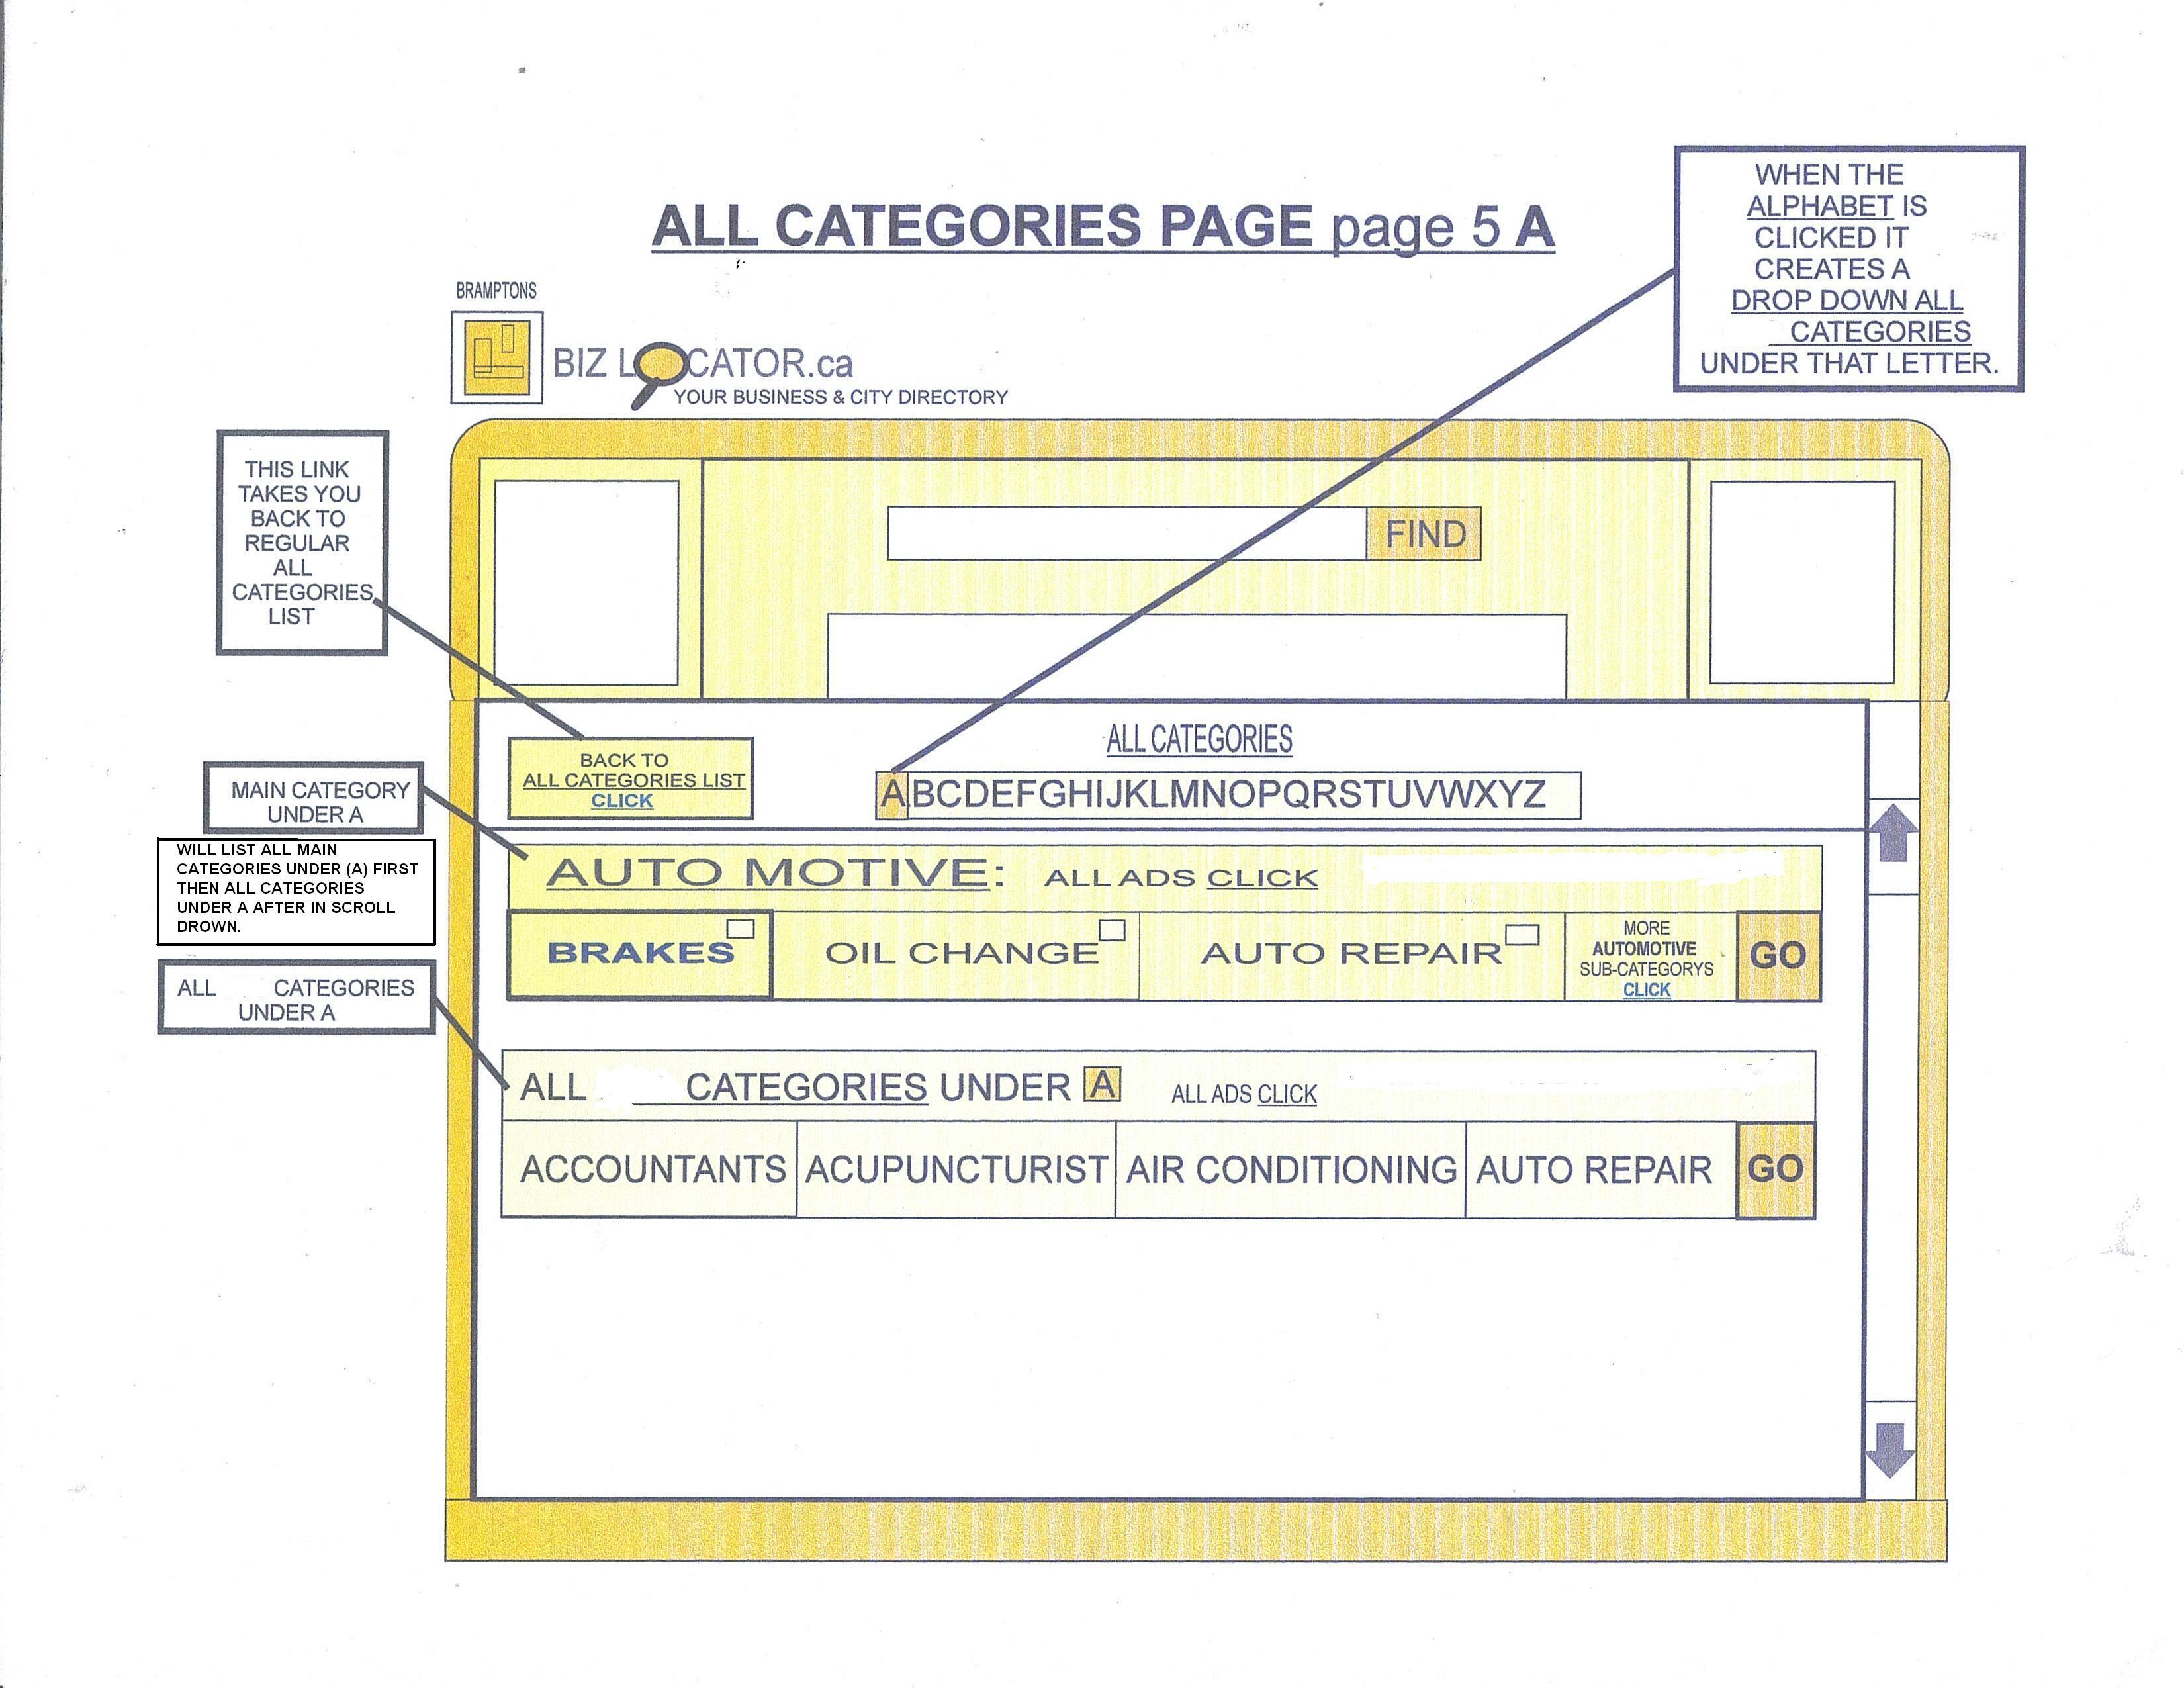 ALL CATEGORIES PAGE page 5 A
WHEN THE
ALPHABET IS
CLICKED IT
CREATES A
DROP DOWN ALL
CATEGORIES
UNDER THAT LETTER.
BRAMPTONS
BIZ LOCATOR.ca
YOUR BUSINESS & CITY DIRECTORY
THIS LINK
TAKES YOU
BACK TO
REGULAR
ALL
CATEGORIES
LIST
FIND
ALL CATEGORIES
BACK TO
ALL CATEGORIES LIST
CLICK
ABCDEFGHIJKLMNOPQRSTUVWXYZ
MAIN CATEGORY
UNDER A
WILL LIST ALL MAIN
CATEGORIES UNDER (A) FIRST
THEN ALL CATEGORIES
UNDER A AFTER IN SCROLL
DROWN.
AUTO MOTIVE: ALL ADS CLICK
BRAKES
OIL CHANGE
AUTO REPAIR
MORE
AUTOMOTIVE
SUB-CATEGORYS
CLICK
GO
ALL CATEGORIES
UNDER A
ALL CATEGORIES UNDER A ALL ADS CLICK
ACCOUNTANTS ACUPUNCTURIST AIR CONDITIONING AUTO REPAIR GO